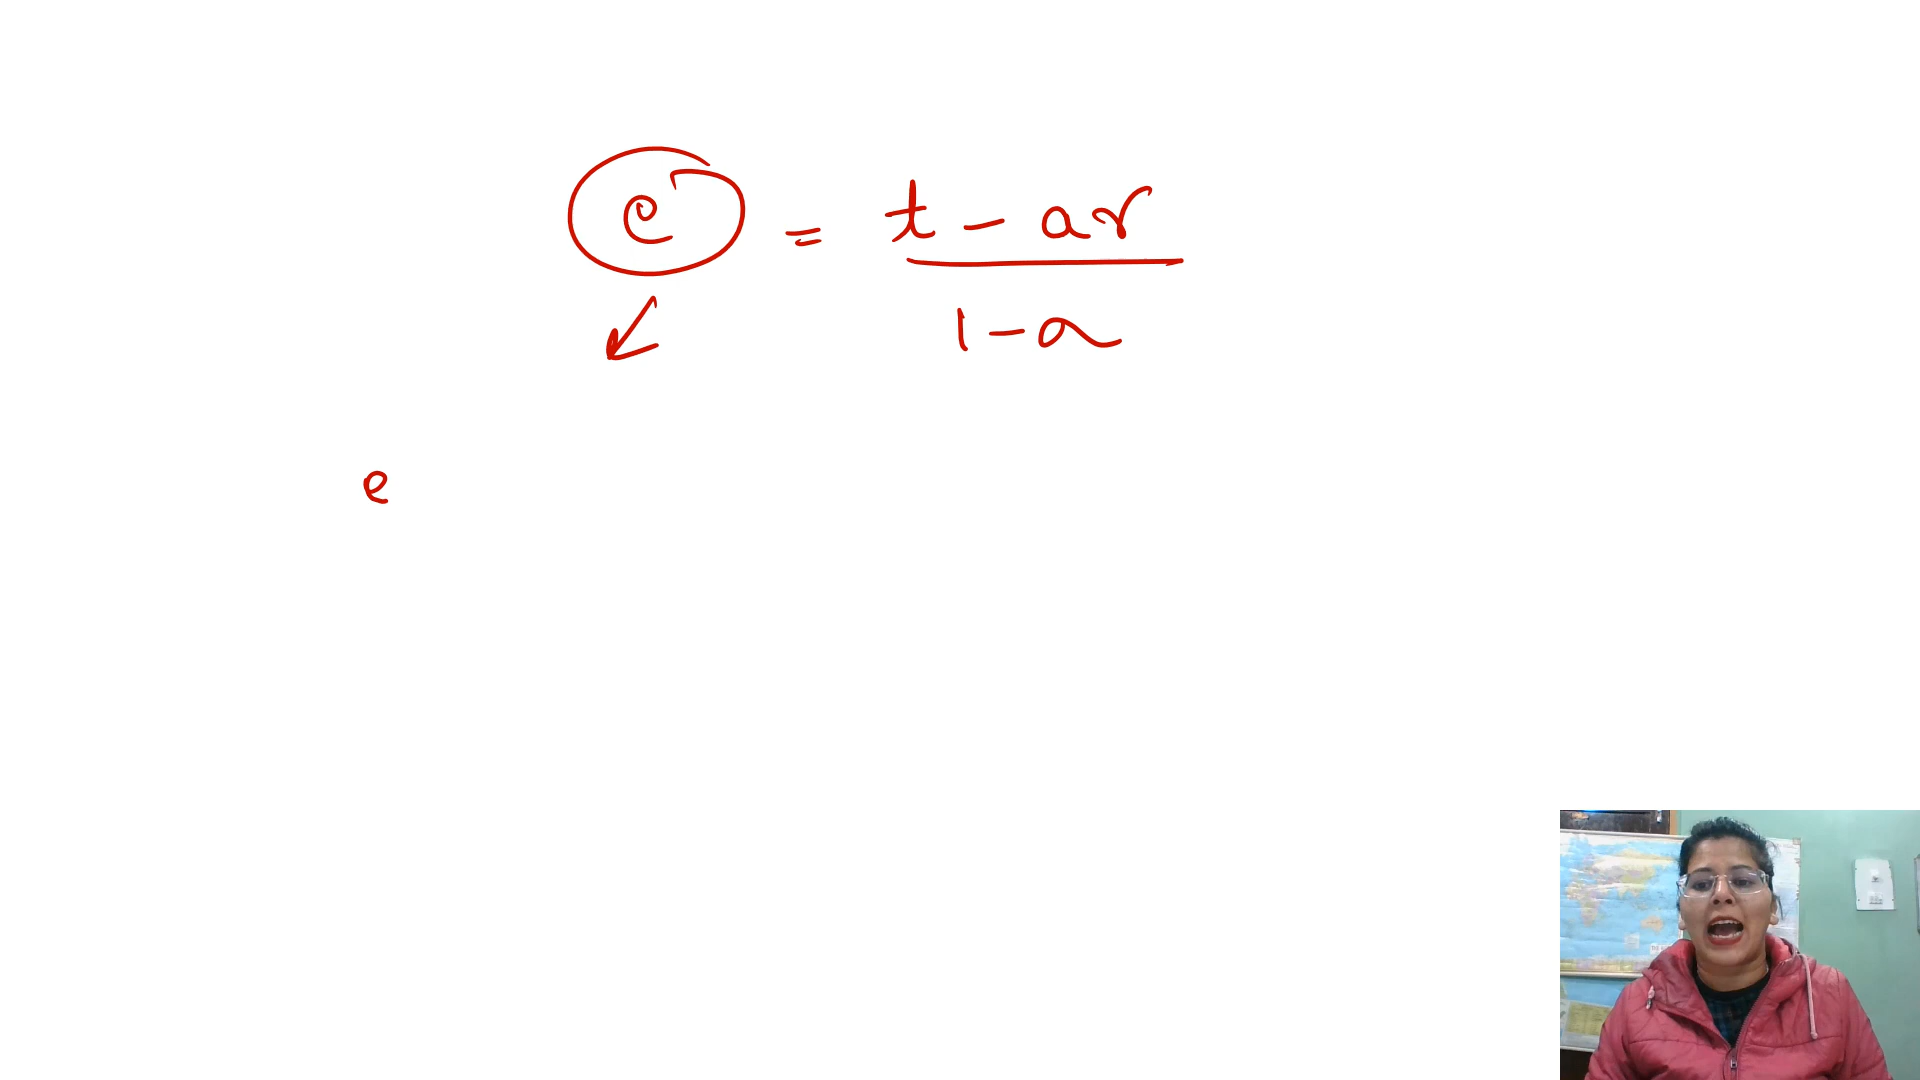 e = t - ar
1 - a
e